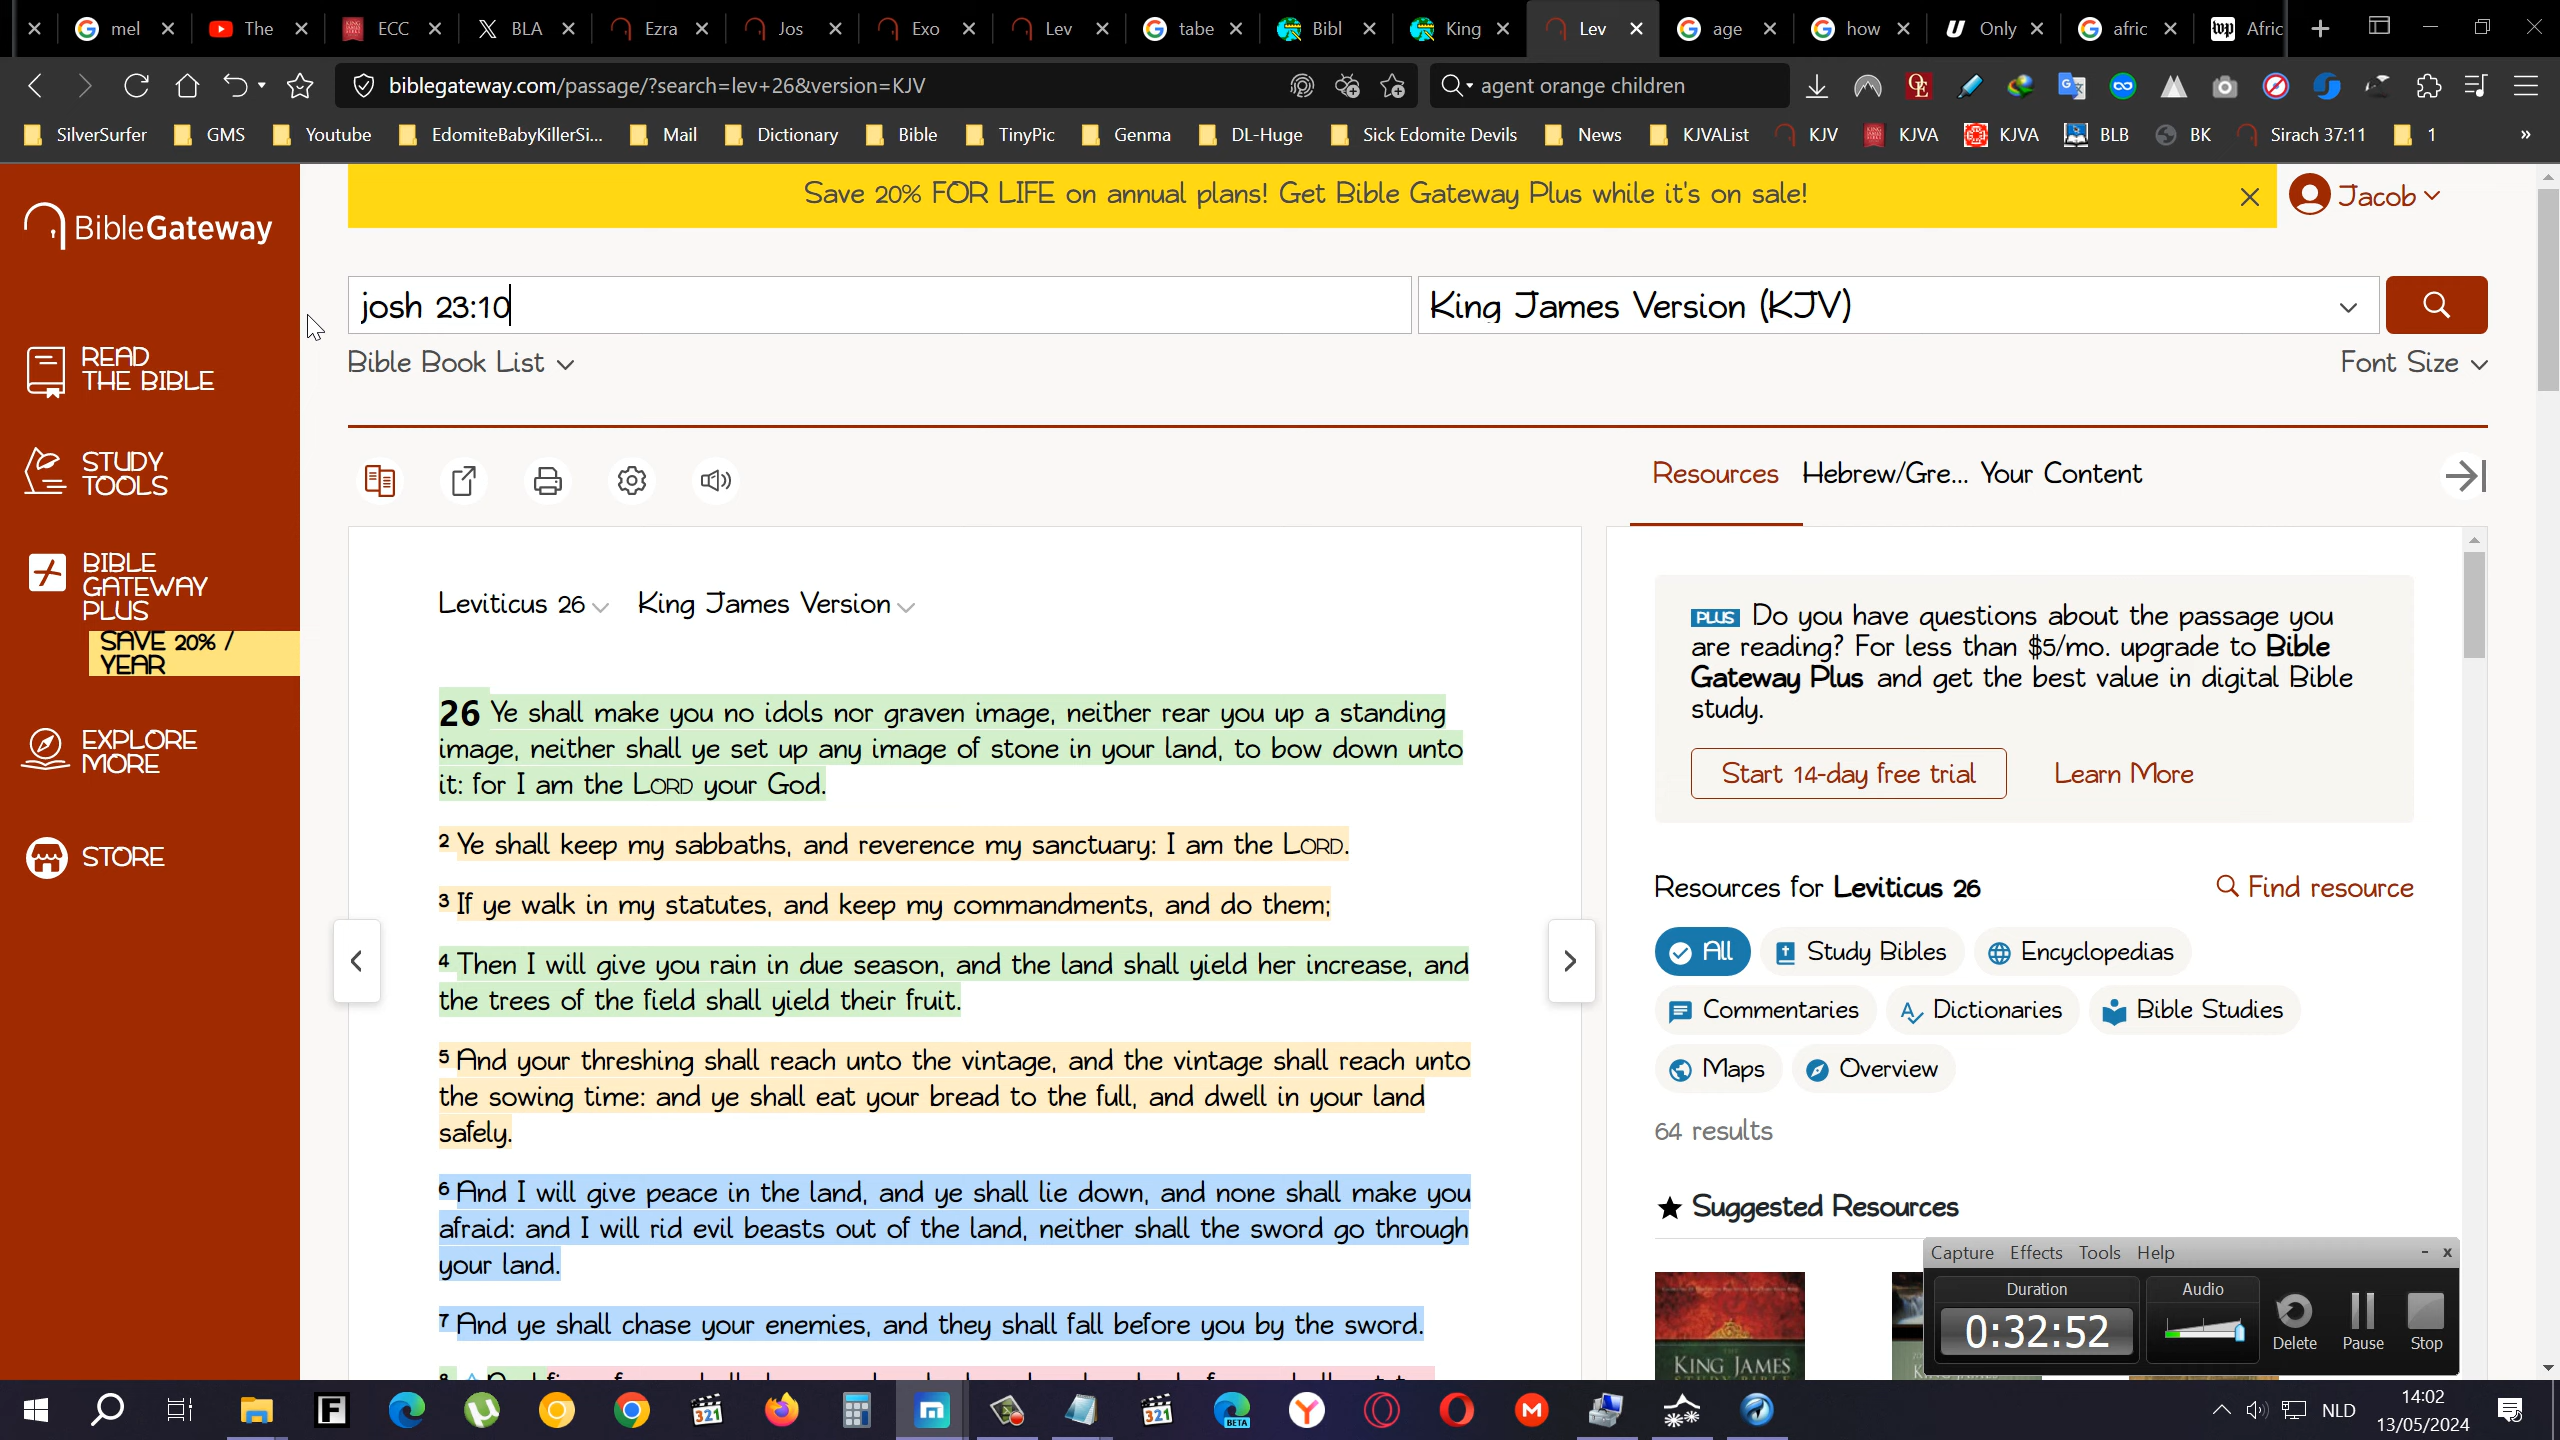 mel
The
ECC
BLA
Ezra
Jos
Exo
Lev
tabe
Bibl
King
Lev
age
how
Only
afric
Afric
biblegateway.com/passage/?search=lev+26&version=KJV
agent orange children
SilverSurfer
GMS
Youtube
EdomiteBabyKillerSi...
Mail
Dictionary
Bible
TinyPic
Genma
DL-Huge
Sick Edomite Devils
News
KJVAList
KJV
KJVA
KJVA
BLB
BK
Sirach 37:11
1
»
BibleGateway
Save 20% FOR LIFE on annual plans! Get Bible Gateway Plus while it's on sale!
Jacob
josh 23:10
King James Version (KJV)
Bible Book List
Font Size
READ
THE BIBLE
STUDY
TOOLS
BIBLE
GATEWAY
PLUS
SAVE 20% /
YEAR
EXPLORE
MORE
STORE
Resources
Hebrew/Gre...
Your Content
Leviticus 26
King James Version
26 Ye shall make you no idols nor graven image, neither rear you up a standing
image, neither shall ye set up any image of stone in your land, to bow down unto
it: for I am the LORD your God.
2 Ye shall keep my sabbaths, and reverence my sanctuary: I am the LORD.
3 If ye walk in my statutes, and keep my commandments, and do them;
4 Then I will give you rain in due season, and the land shall yield her increase, and
the trees of the field shall yield their fruit.
5 And your threshing shall reach unto the vintage, and the vintage shall reach unto
the sowing time: and ye shall eat your bread to the full, and dwell in your land
safely.
6 And I will give peace in the land, and ye shall lie down, and none shall make you
afraid: and I will rid evil beasts out of the land, neither shall the sword go through
your land.
7 And ye shall chase your enemies, and they shall fall before you by the sword.
PLUS Do you have questions about the passage you
are reading? For less than $5/mo. upgrade to Bible
Gateway Plus and get the best value in digital Bible
study.
Start 14-day free trial
Learn More
Resources for Leviticus 26
Find resource
All
Study Bibles
Encyclopedias
Commentaries
Dictionaries
Bible Studies
Maps
Overview
64 results
Suggested Resources
KING JAMES
Capture Effects Tools Help
Duration
Audio
0:32:52
Delete
Pause
Stop
321
321
BETA
NLD
14:02
13/05/2024